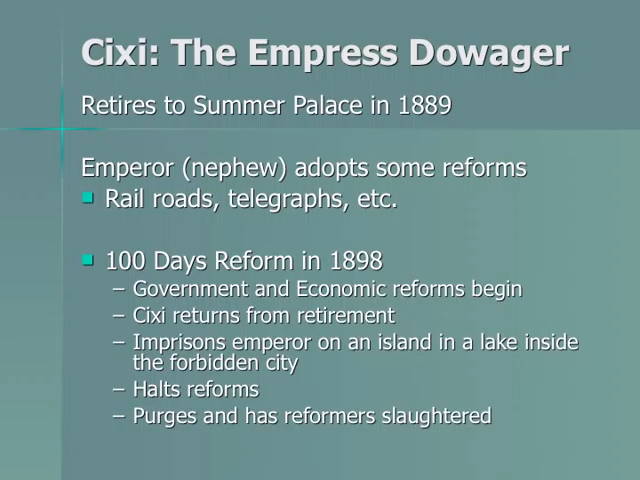 Cixi: The Empress Dowager
Retires to Summer Palace in 1889
Emperor (nephew) adopts some reforms
Rail roads, telegraphs, etc.
100 Days Reform in 1898
– Government and Economic reforms begin
– Cixi returns from retirement
– Imprisons emperor on an island in a lake inside
the forbidden city
– Halts reforms
– Purges and has reformers slaughtered